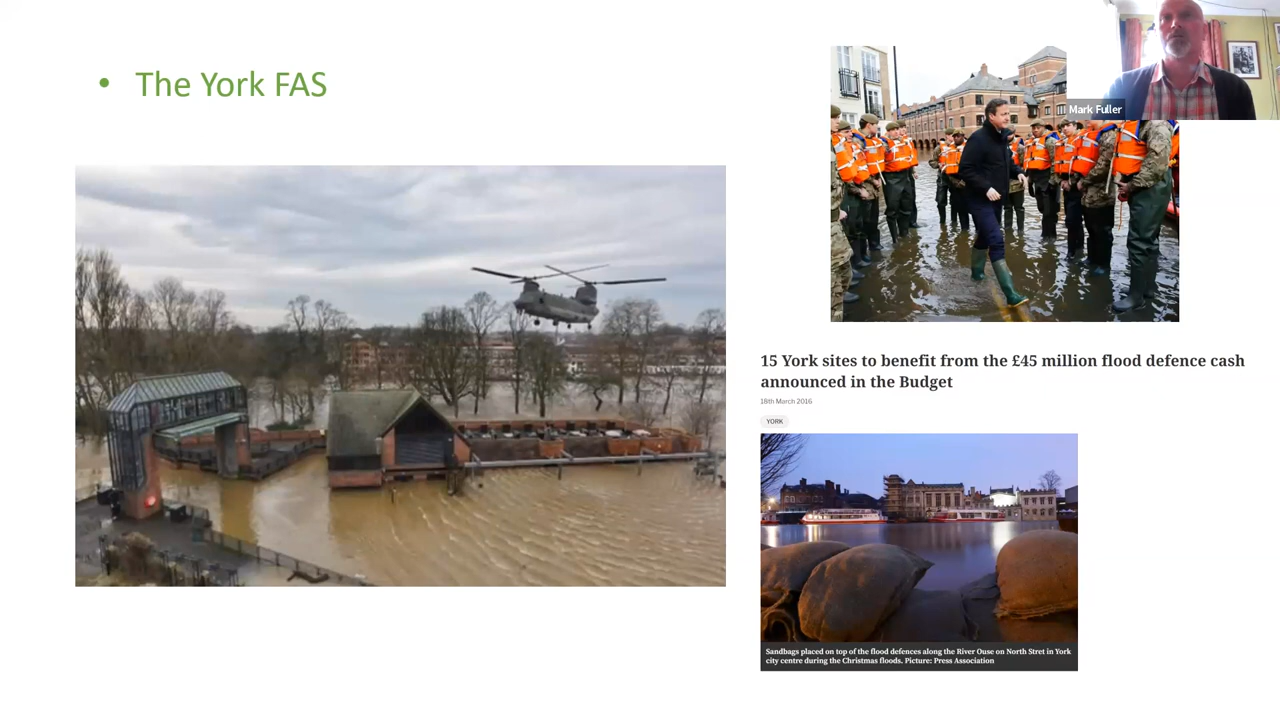 • The York FAS
Mark Fuller
15 York sites to benefit from the £45 million flood defence cash
announced in the Budget
18th March 2016
YORK
Sandbags placed on top of the flood defences along the River Ouse on North Stret in York
city centre during the Christmas floods. Picture: Press Association